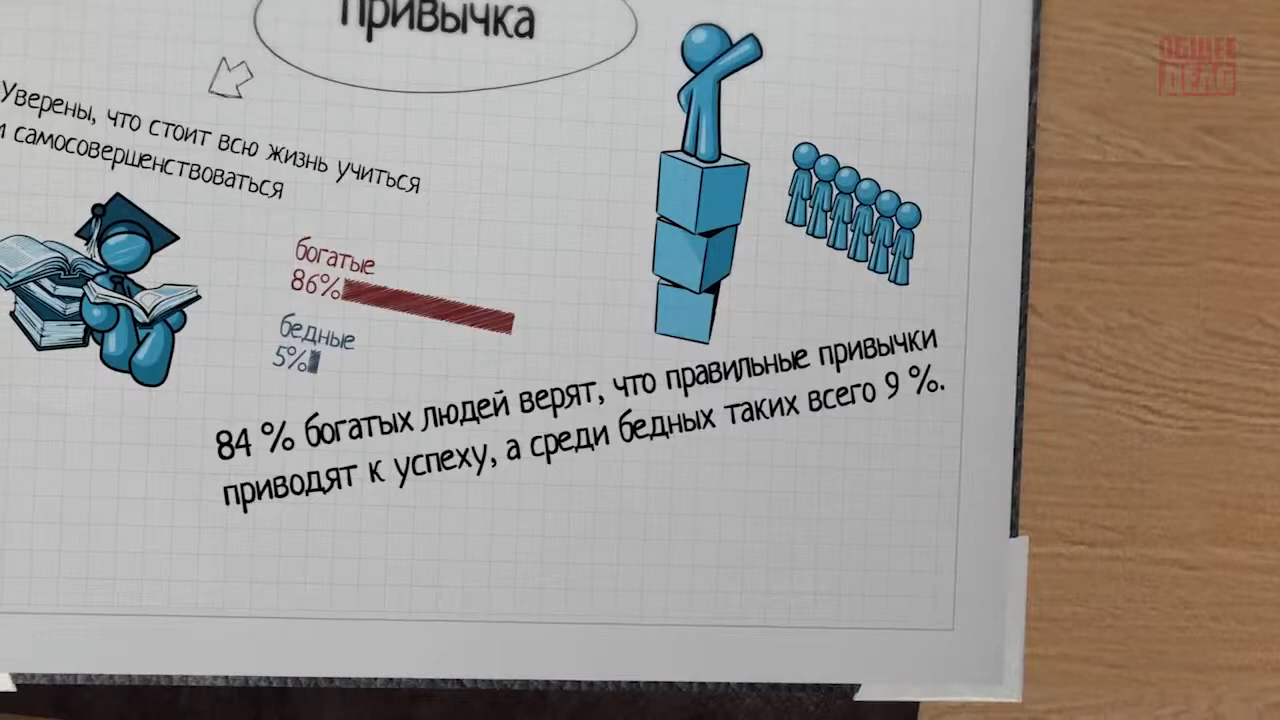 Привычка
Уверены, что стоит всю жизнь учиться
и самосовершенствоваться
богатые
86%
бедные
5%
84 % богатых людей верят, что правильные привычки
приводят к успеху, а среди бедных таких всего 9 %.
ОБЩЕЕ
ДЕЛО